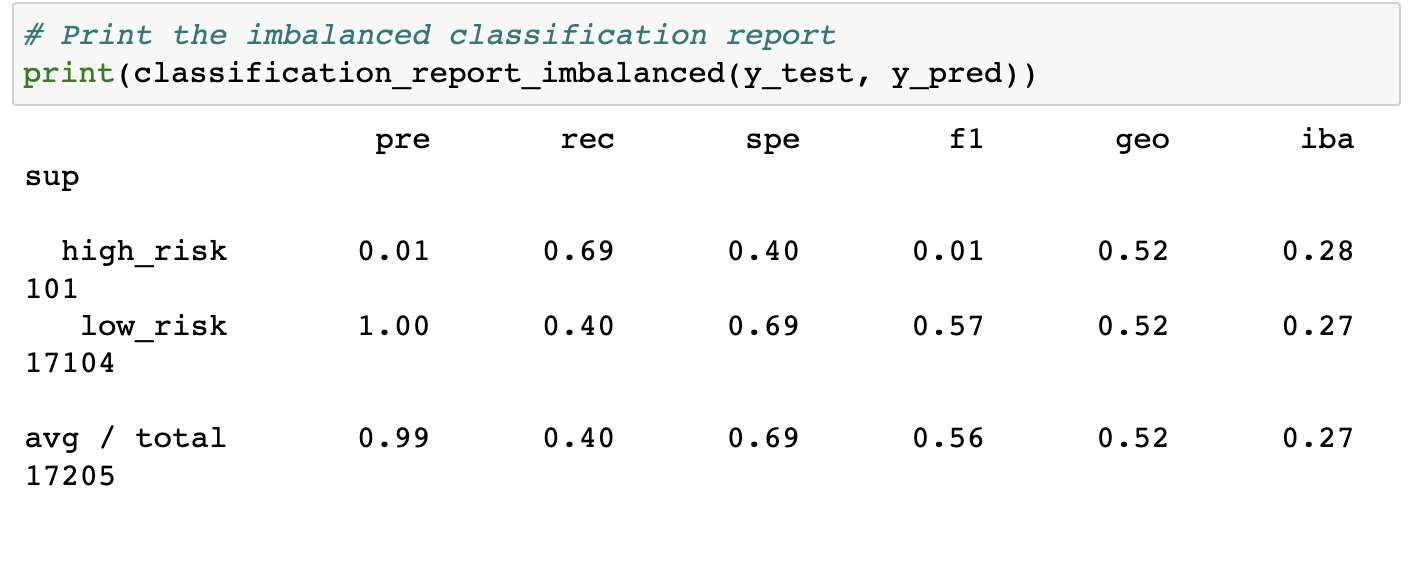 # Print the imbalanced classification report
print(classification_report_imbalanced(y_test, y_pred))
pre rec spe f1 geo iba
sup
high_risk 0.01 0.69 0.40 0.01 0.52 0.28
101
low_risk 1.00 0.40 0.69 0.57 0.52 0.27
17104
avg / total 0.99 0.40 0.69 0.56 0.52 0.27
17205